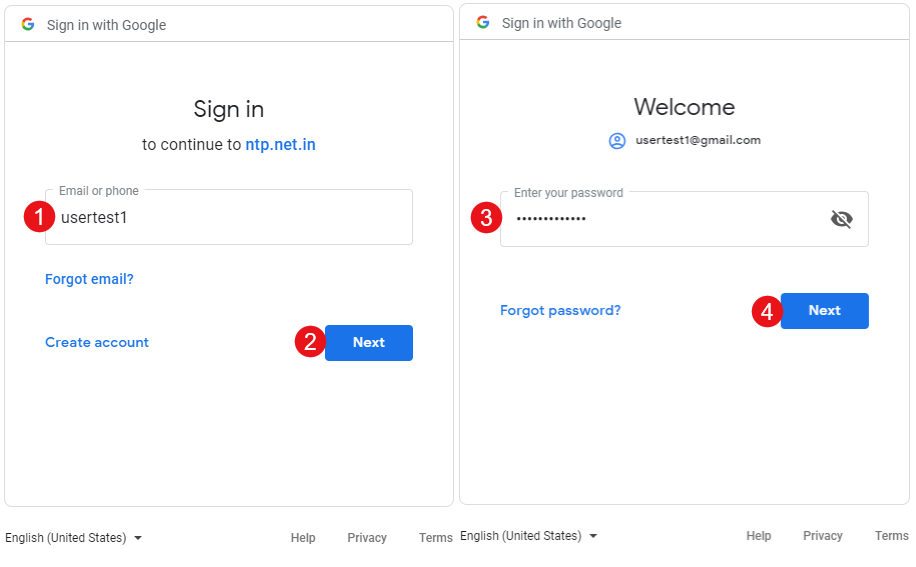 Sign in with Google
Sign in
to continue to ntp.net.in
Email or phone
1 usertest1
Forgot email?
Create account
2 Next
English (United States)
Help Privacy Terms
Sign in with Google
Welcome
usertest1@gmail.com
Enter your password
3 •••••••••••••
Forgot password?
4 Next
English (United States)
Help Privacy Terms